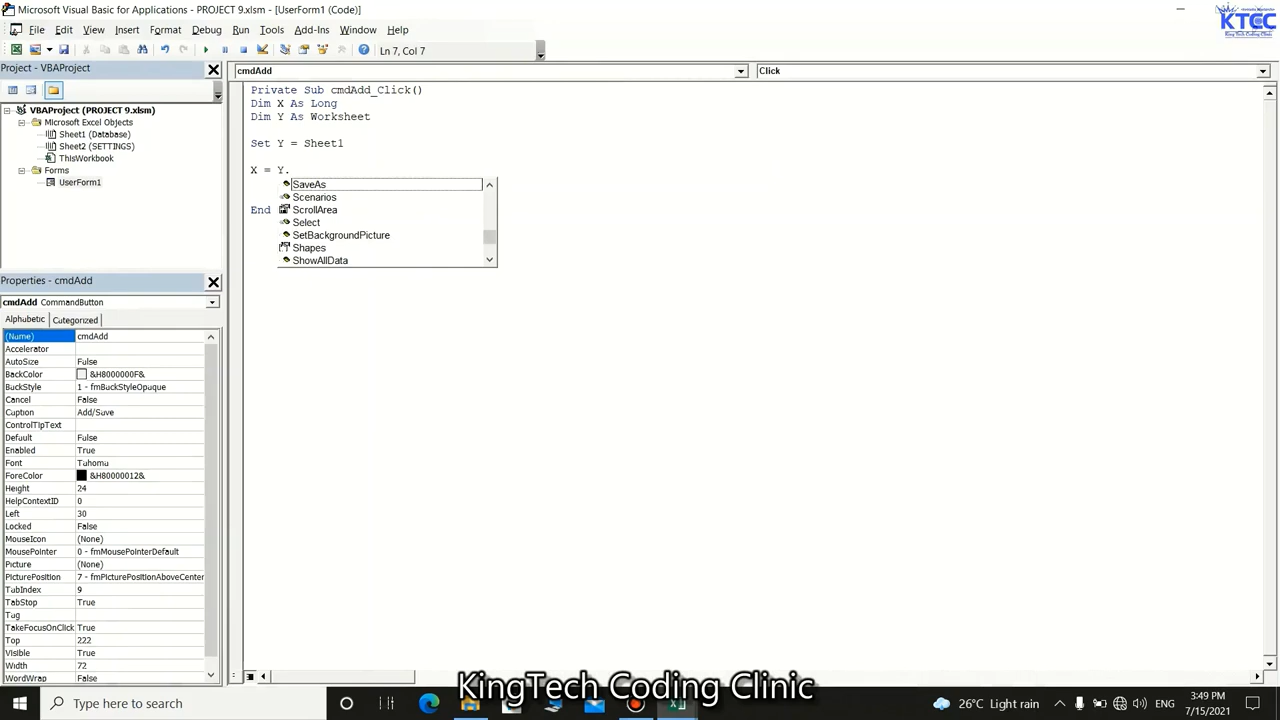 Microsoft Visual Basic for Applications - PROJECT 9.xlsm - [UserForm1 (Code)]
KTCC
King Tech Coding Clinic
File Edit View Insert Format Debug Run Tools Add-Ins Window Help
Ln 7, Col 7
Project - VBAProject
cmdAdd
Click
VBAProject (PROJECT 9.xlsm)
Microsoft Excel Objects
Sheet1 (Database)
Sheet2 (SETTINGS)
ThisWorkbook
Forms
UserForm1
Private Sub cmdAdd_Click()
Dim X As Long
Dim Y As Worksheet
Set Y = Sheet1
X = Y.
SaveAs
Scenarios
ScrollArea
Select
SetBackgroundPicture
Shapes
ShowAllData
End
Properties - cmdAdd
cmdAdd CommandButton
Alphabetic Categorized
(Name) cmdAdd
Accelerator
AutoSize False
BackColor &H8000000F&
BackStyle 1 - fmBackStyleOpaque
Cancel False
Caption Add/Save
ControlTipText
Default False
Enabled True
Font Tahoma
ForeColor &H80000012&
Height 24
HelpContextID 0
Left 30
Locked False
MouseIcon (None)
MousePointer 0 - fmMousePointerDefault
Picture (None)
PicturePosition 7 - fmPicturePositionAboveCenter
TabIndex 9
TabStop True
Tag
TakeFocusOnClick True
Top 222
Visible True
Width 72
WordWrap False
KingTech Coding Clinic
Type here to search
26°C Light rain
ENG
3:49 PM
7/15/2021